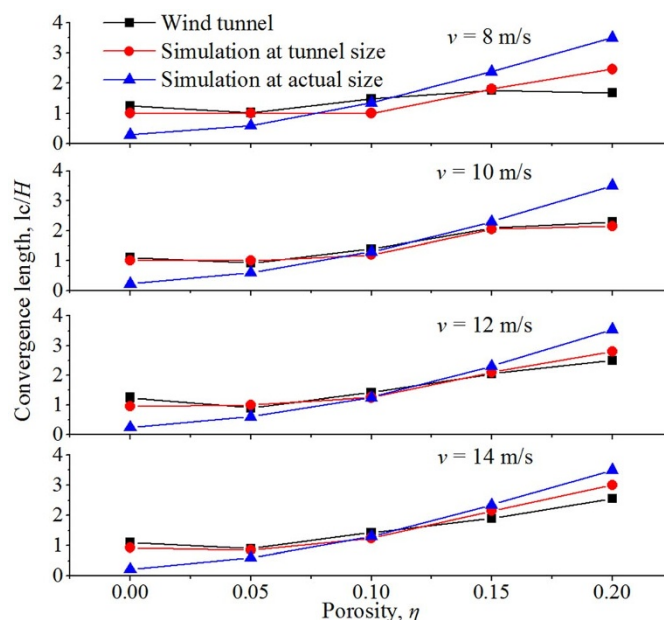 Wind tunnel
Simulation at tunnel size
Simulation at actual size
v = 8 m/s
4
3
2
1
0
v = 10 m/s
4
3
2
1
0
v = 12 m/s
4
3
2
1
0
v = 14 m/s
4
3
2
1
0
Convergence length, lc/H
0.00 0.05 0.10 0.15 0.20
Porosity, η